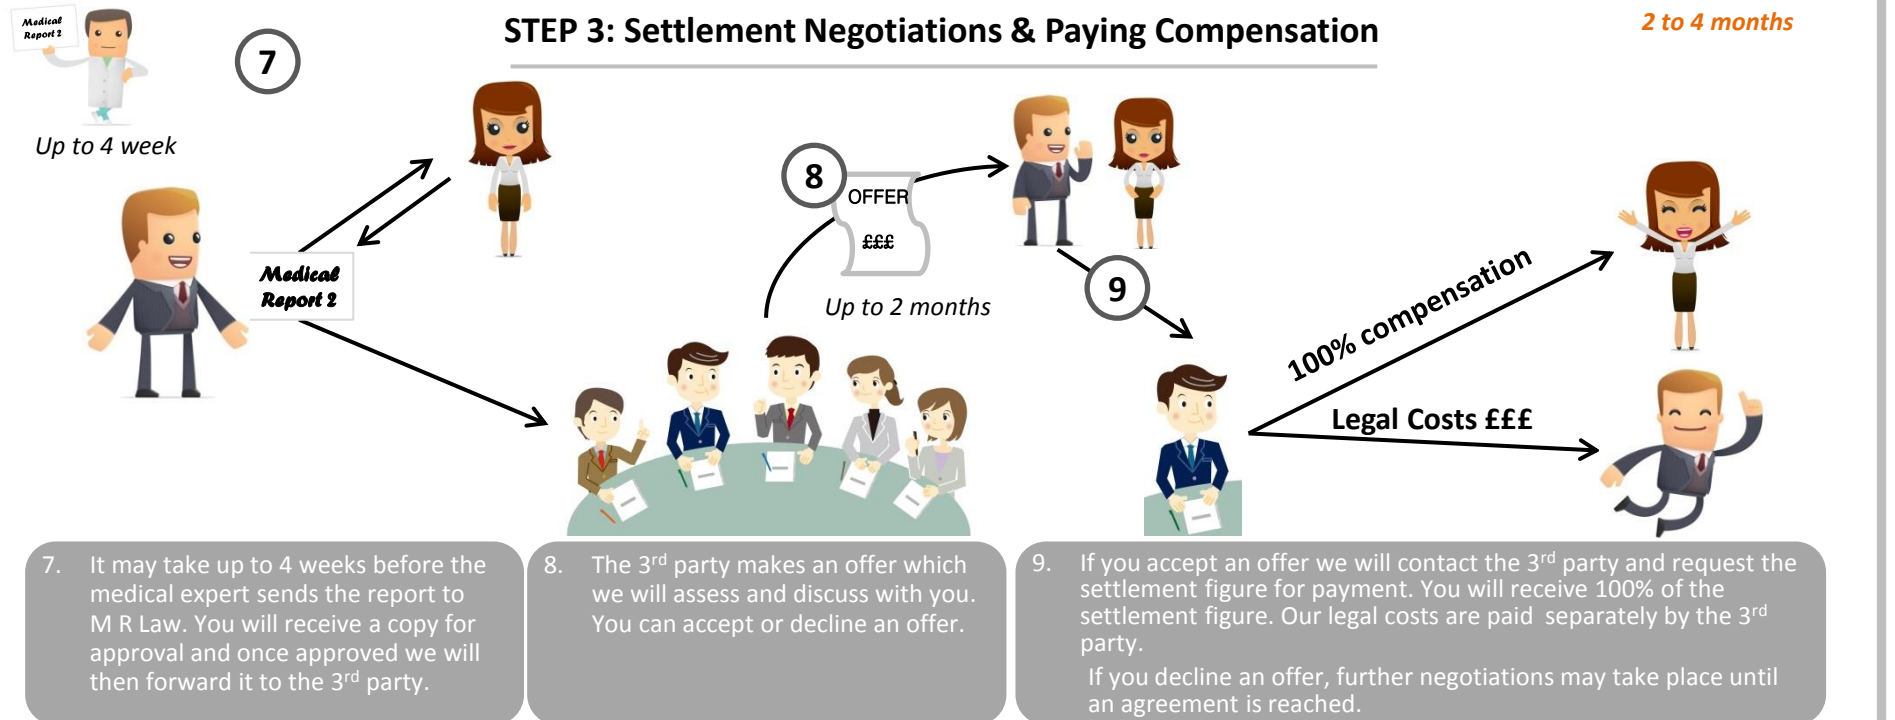 Medical
Report 2
7
STEP 3: Settlement Negotiations & Paying Compensation
2 to 4 months
Up to 4 week
8
OFFER
£££
Up to 2 months
Medical
Report 2
9
100% compensation
Legal Costs £££
7. It may take up to 4 weeks before the
medical expert sends the report to
M R Law. You will receive a copy for
approval and once approved we will
then forward it to the 3rd party.
8. The 3rd party makes an offer which
we will assess and discuss with you.
You can accept or decline an offer.
9. If you accept an offer we will contact the 3rd party and request the
settlement figure for payment. You will receive 100% of the
settlement figure. Our legal costs are paid separately by the 3rd
party.
If you decline an offer, further negotiations may take place until
an agreement is reached.